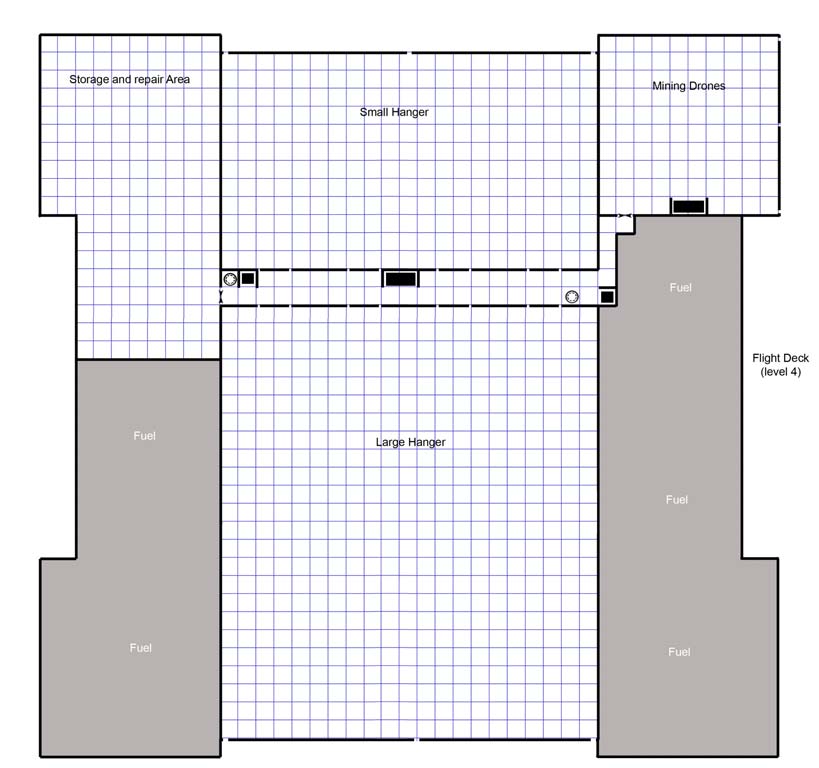 Storage and repair Area
Mining Drones
Small Hanger
Fuel
Flight Deck
(level 4)
Fuel
Large Hanger
Fuel
Fuel
Fuel